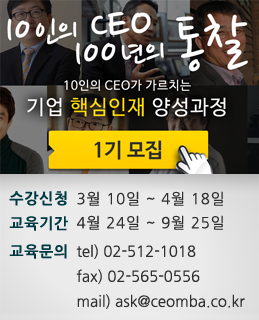 10인의 CEO
100년의 통찰
10인의 CEO가 가르치는
기업 핵심인재 양성과정
1기 모집
수강신청 3월 10일 ~ 4월 18일
교육기간 4월 24일 ~ 9월 25일
교육문의 tel) 02-512-1018
fax) 02-565-0556
mail) ask@ceomba.co.kr